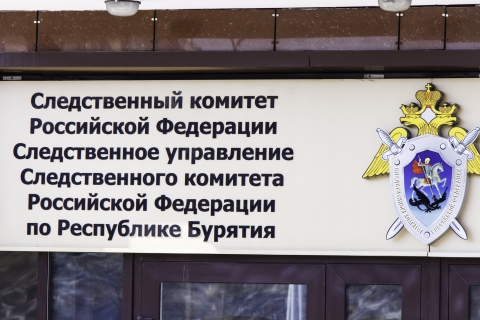 Следственный комитет
Российской Федерации
Следственное управление
Следственного комитета
Российской Федерации
по Республике Бурятия